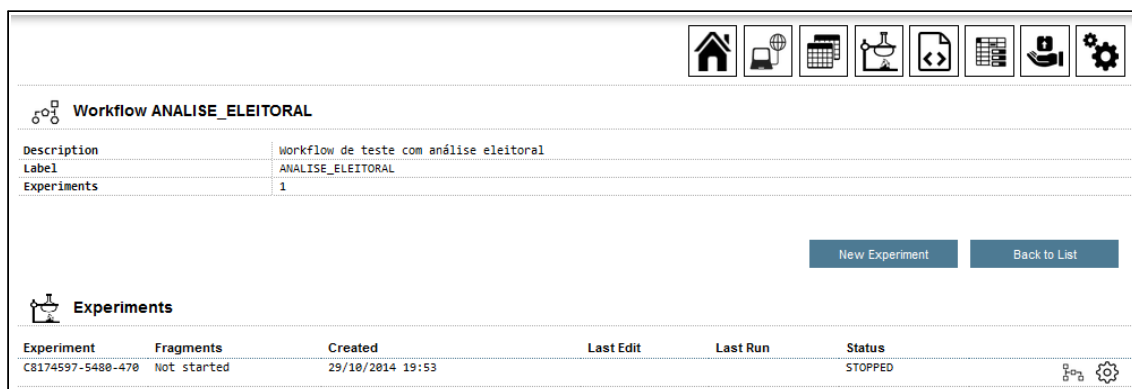 Workflow ANALISE_ELEITORAL
Description Workflow de teste com análise eleitoral
Label ANALISE_ELEITORAL
Experiments 1
New Experiment Back to List
Experiments
Experiment Fragments Created Last Edit Last Run Status
C8174597-5480-470 Not started 29/10/2014 19:53 STOPPED